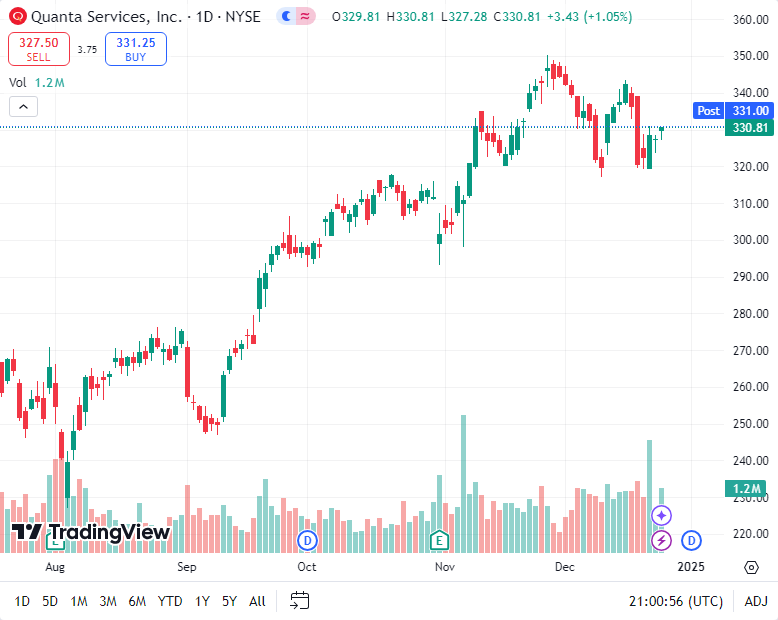 Quanta Services, Inc. · 1D · NYSE O329.81 H330.81 L327.28 C330.81 +3.43 (+1.05%)
327.50 SELL 3.75 331.25 BUY
Vol 1.2M
360.00
350.00
340.00
Post 331.00
330.81
320.00
310.00
300.00
290.00
280.00
270.00
260.00
250.00
240.00
1.2M
230.00
220.00
TradingView
E D E D
Aug Sep Oct Nov Dec 2025
1D 5D 1M 3M 6M YTD 1Y 5Y All 21:00:56 (UTC) ADJ